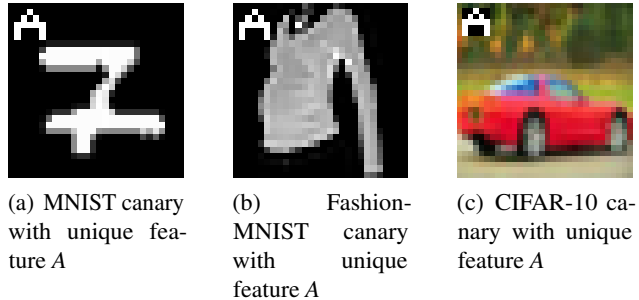 A
A
A
(a) MNIST canary
with unique fea-
ture A
(b) Fashion-
MNIST canary
with unique
feature A
(c) CIFAR-10 ca-
nary with unique
feature A